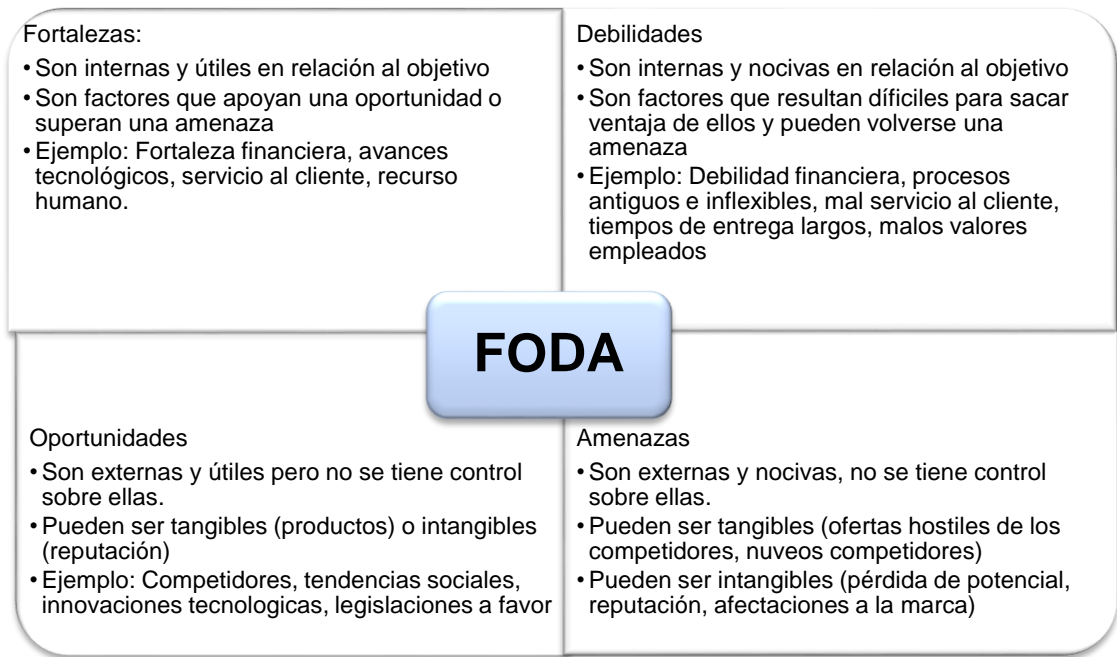 Fortalezas:
• Son internas y útiles en relación al objetivo
• Son factores que apoyan una oportunidad o
superan una amenaza
• Ejemplo: Fortaleza financiera, avances
tecnológicos, servicio al cliente, recurso
humano.
Debilidades
• Son internas y nocivas en relación al objetivo
• Son factores que resultan díficiles para sacar
ventaja de ellos y pueden volverse una
amenaza
• Ejemplo: Debilidad financiera, procesos
antiguos e inflexibles, mal servicio al cliente,
tiempos de entrega largos, malos valores
empleados
FODA
Oportunidades
• Son externas y útiles pero no se tiene control
sobre ellas.
• Pueden ser tangibles (productos) o intangibles
(reputación)
• Ejemplo: Competidores, tendencias sociales,
innovaciones tecnologicas, legislaciones a favor
Amenazas
• Son externas y nocivas, no se tiene control
sobre ellas.
• Pueden ser tangibles (ofertas hostiles de los
competidores, nuveos competidores)
• Pueden ser intangibles (pérdida de potencial,
reputación, afectaciones a la marca)